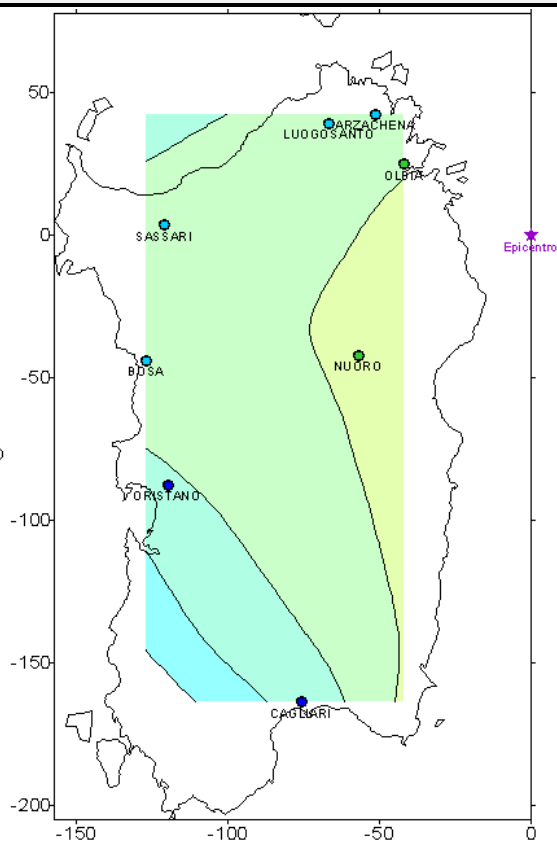 50
ARZACHENA
LUOGOSANTO
OLBIA
0
SASSARI
Epicentro
-50
BOSA
NUORO
ORISTANO
-100
-150
CAGLIARI
-200
-150
-100
-50
0